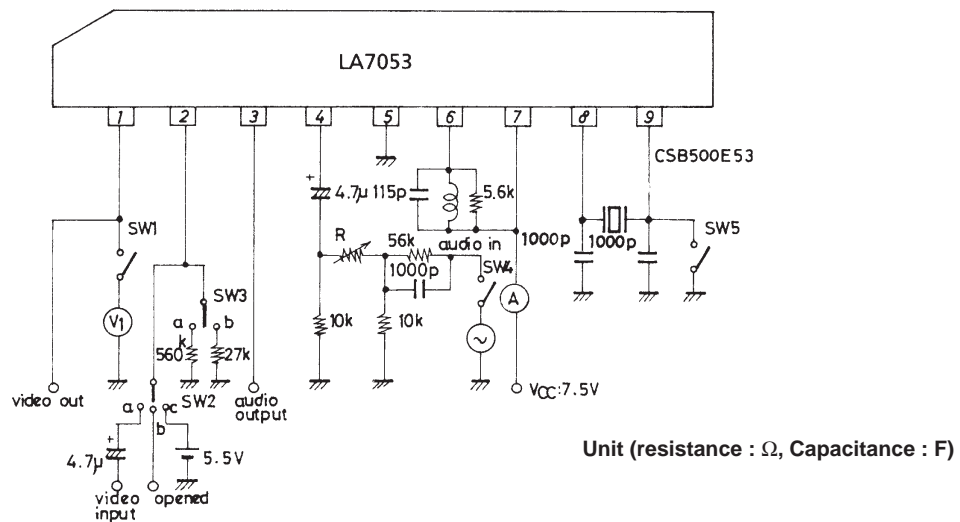 LA7053
1 2 3 4 5 6 7 8 9
CSB500E53
+
4.7µ
115p
5.6k
SW1
R
56k
audio in
1000p
1000p
1000p
SW4
SW5
SW3
V1
A
a
b
k
560
27k
10k
10k
video out
SW2
audio
output
VCC:7.5V
a
b
c
+
4.7µ
5.5V
video
input
opened
Unit (resistance : Ω, Capacitance : F)